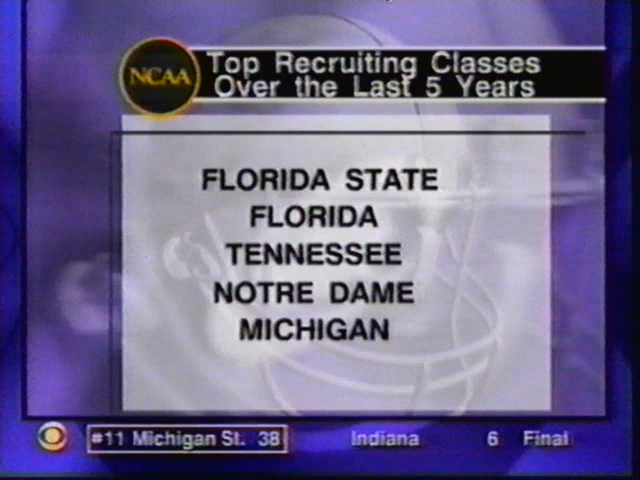 NCAA
Top Recruiting Classes
Over the Last 5 Years
FLORIDA STATE
FLORIDA
TENNESSEE
NOTRE DAME
MICHIGAN
#11 Michigan St. 38 Indiana 6 Final